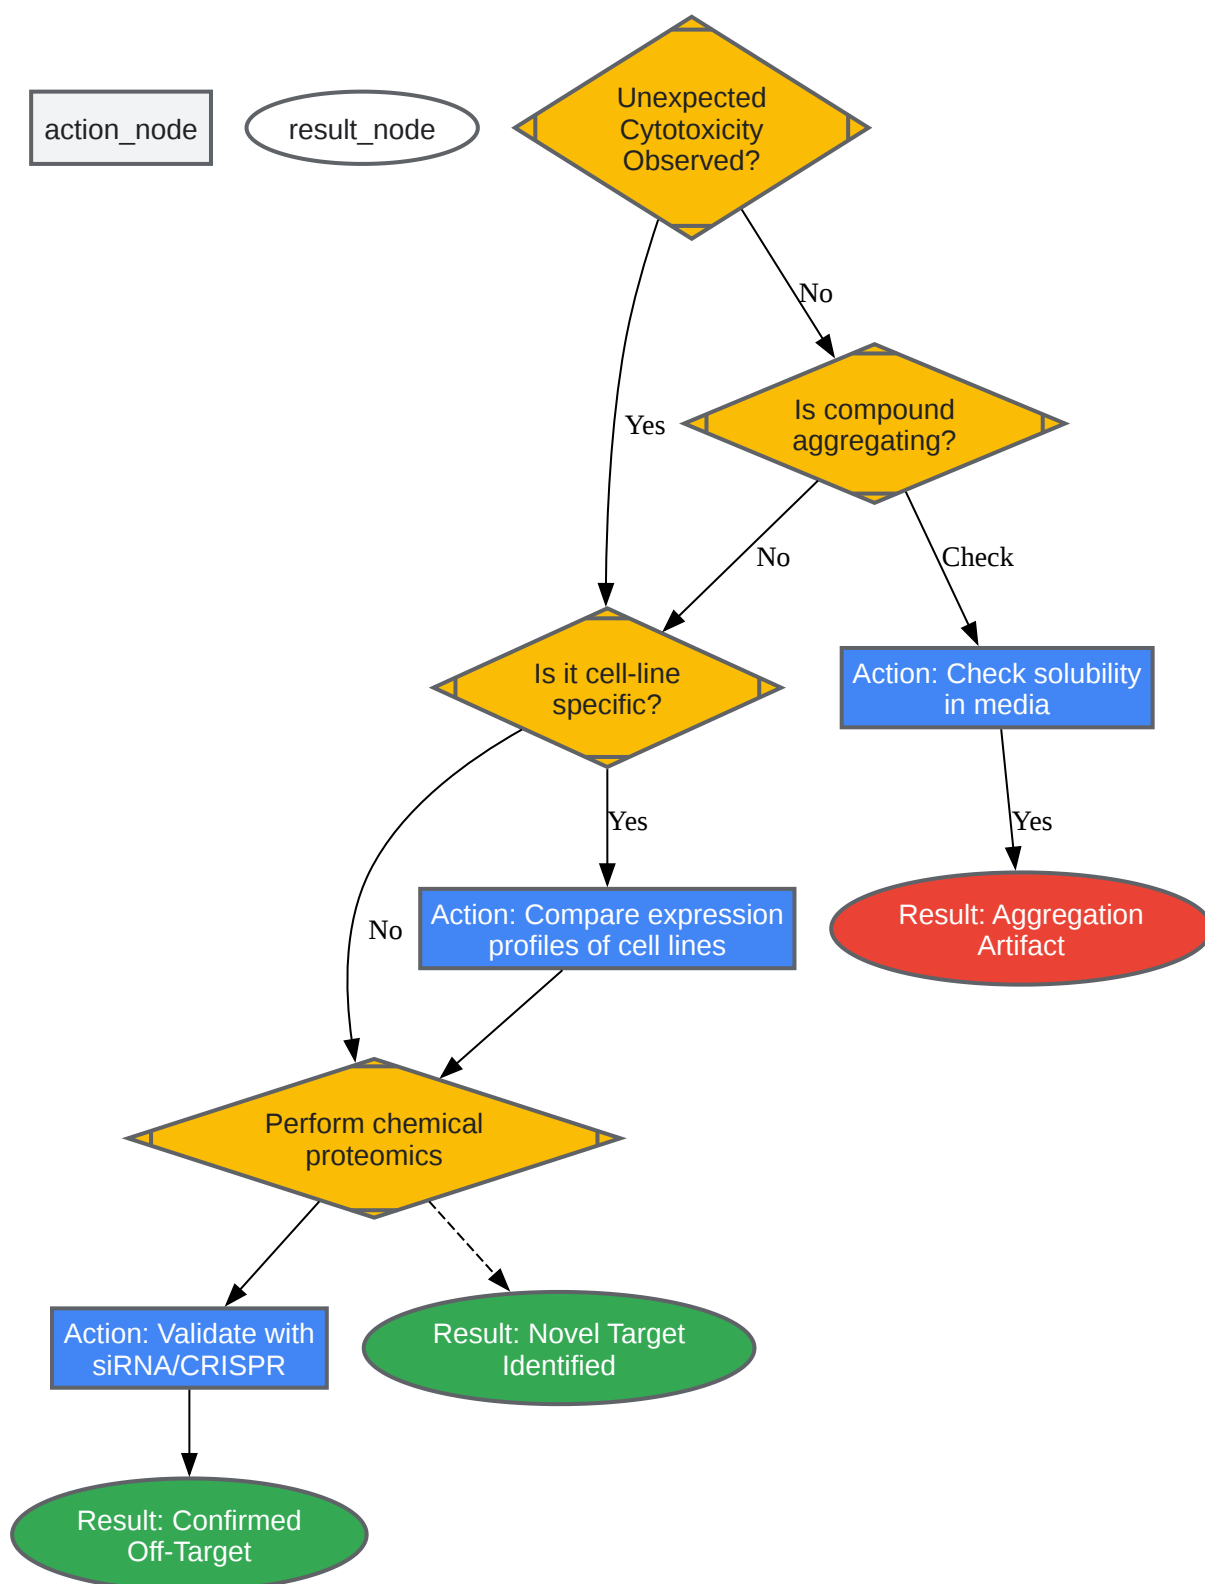 action_node
result_node
Unexpected
Cytotoxicity
Observed?
No
Yes
Is compound
aggregating?
No
Check
Is it cell-line
specific?
Action: Check solubility
in media
Yes
Yes
No
Action: Compare expression
profiles of cell lines
Result: Aggregation
Artifact
Perform chemical
proteomics
Action: Validate with
siRNA/CRISPR
Result: Novel Target
Identified
Result: Confirmed
Off-Target